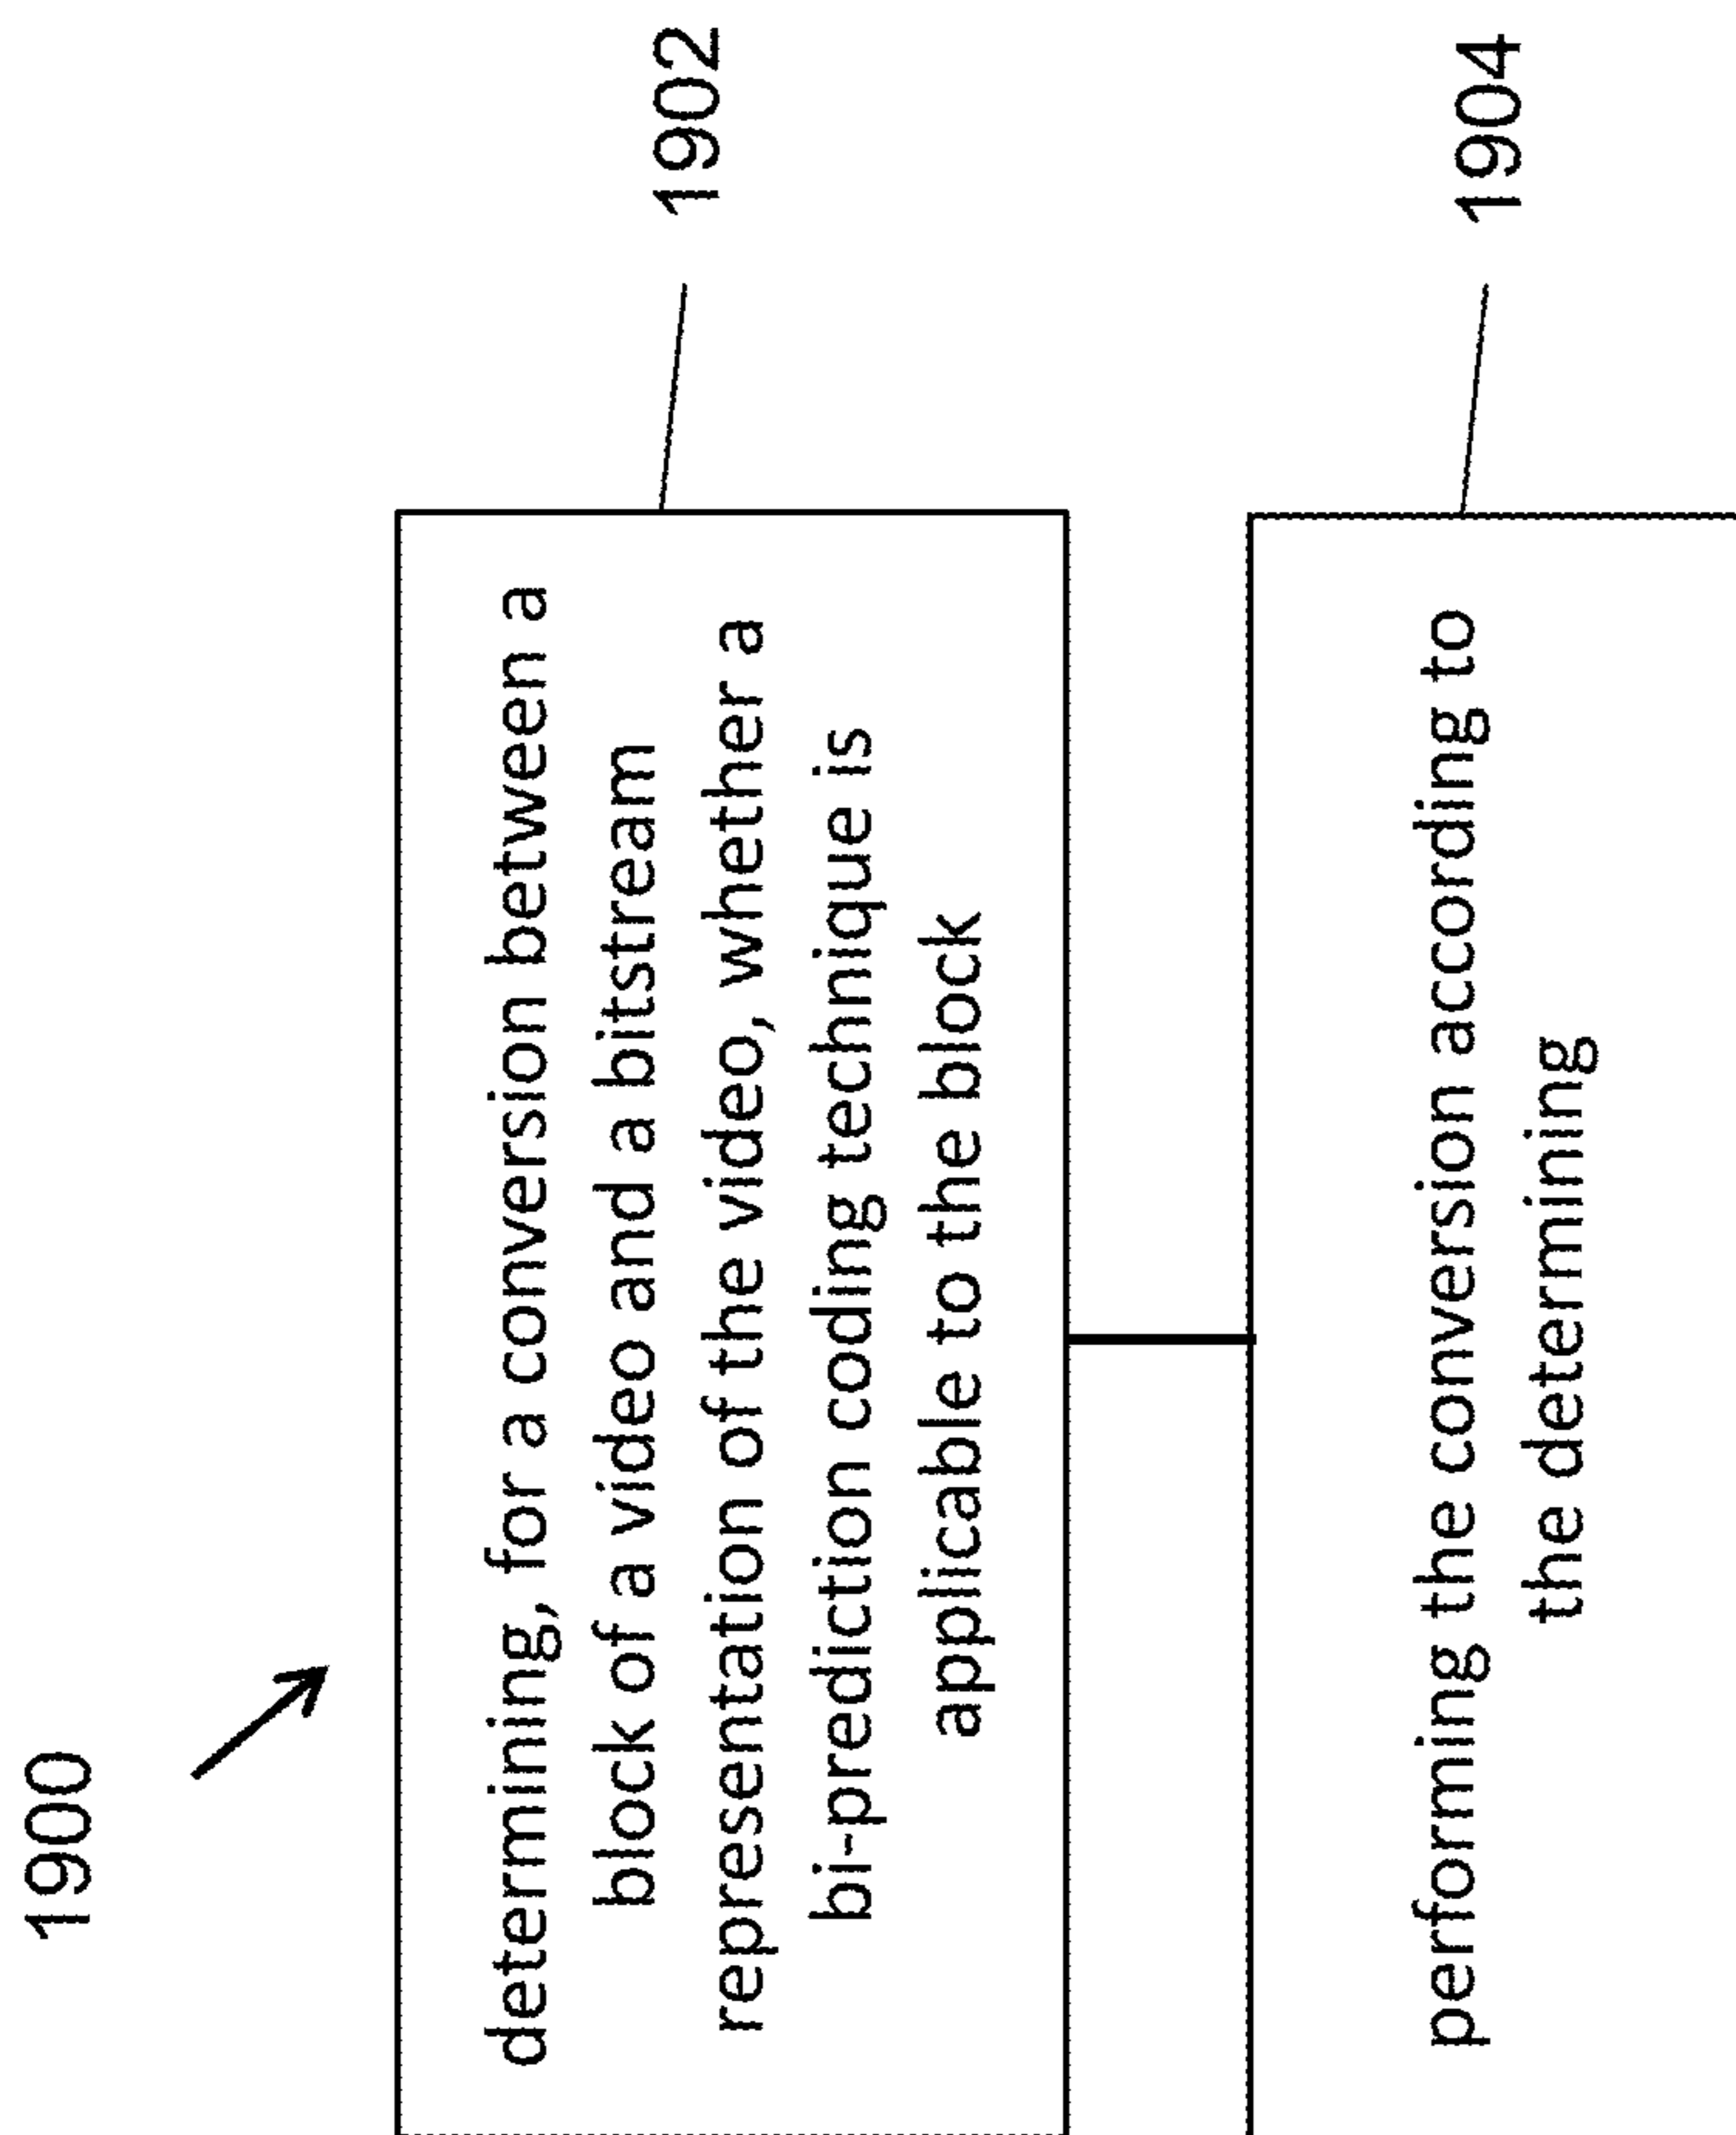 1900
determining, for a conversion between a
block of a video and a bitstream
representation of the video, whether a
bi-prediction coding technique is
applicable to the block
1902
performing the conversion according to
the determining
1904